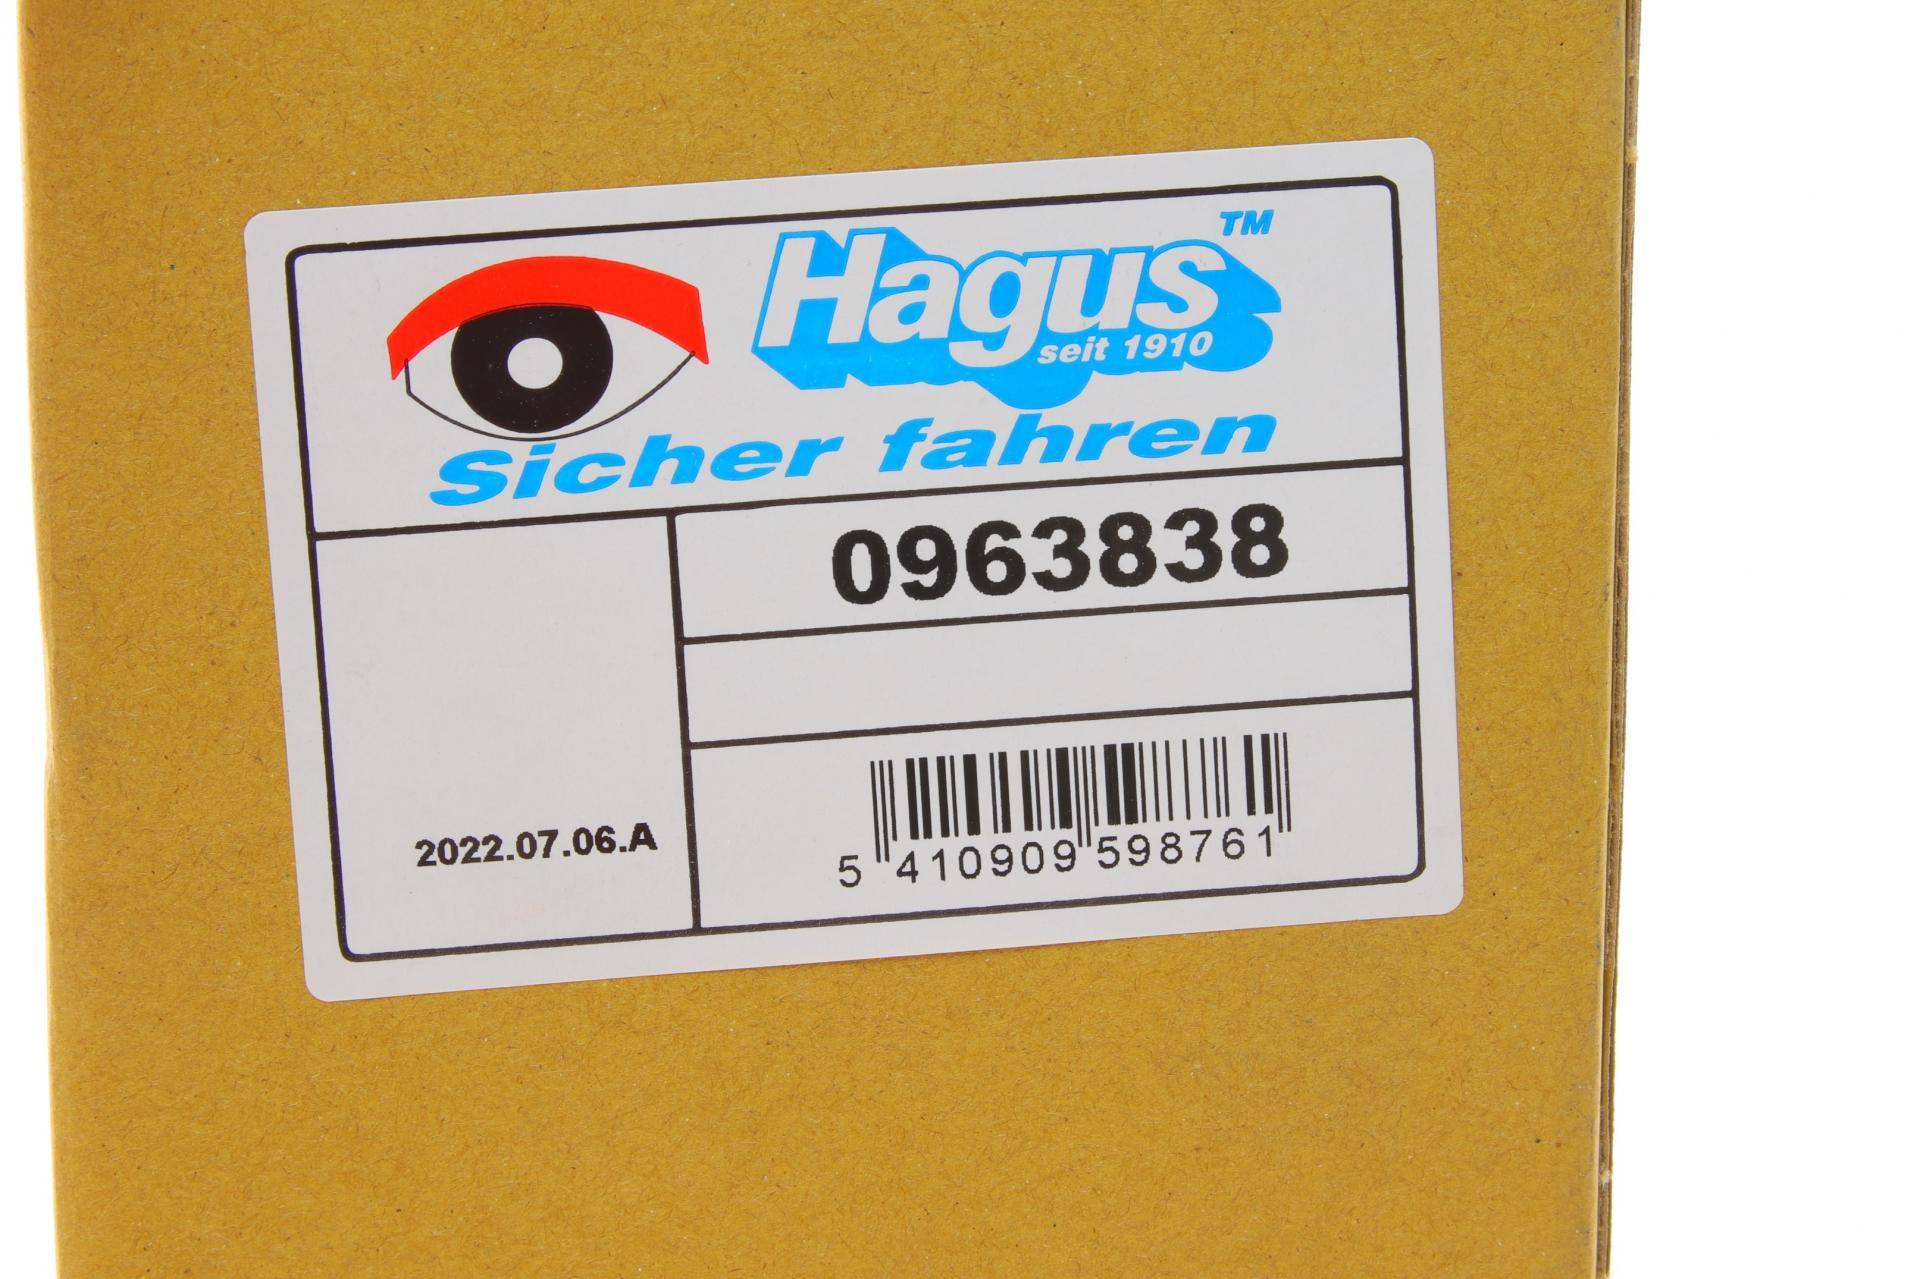 Hagus™
seit 1910
Sicher fahren
0963838
2022.07.06.A
5 410909 598761